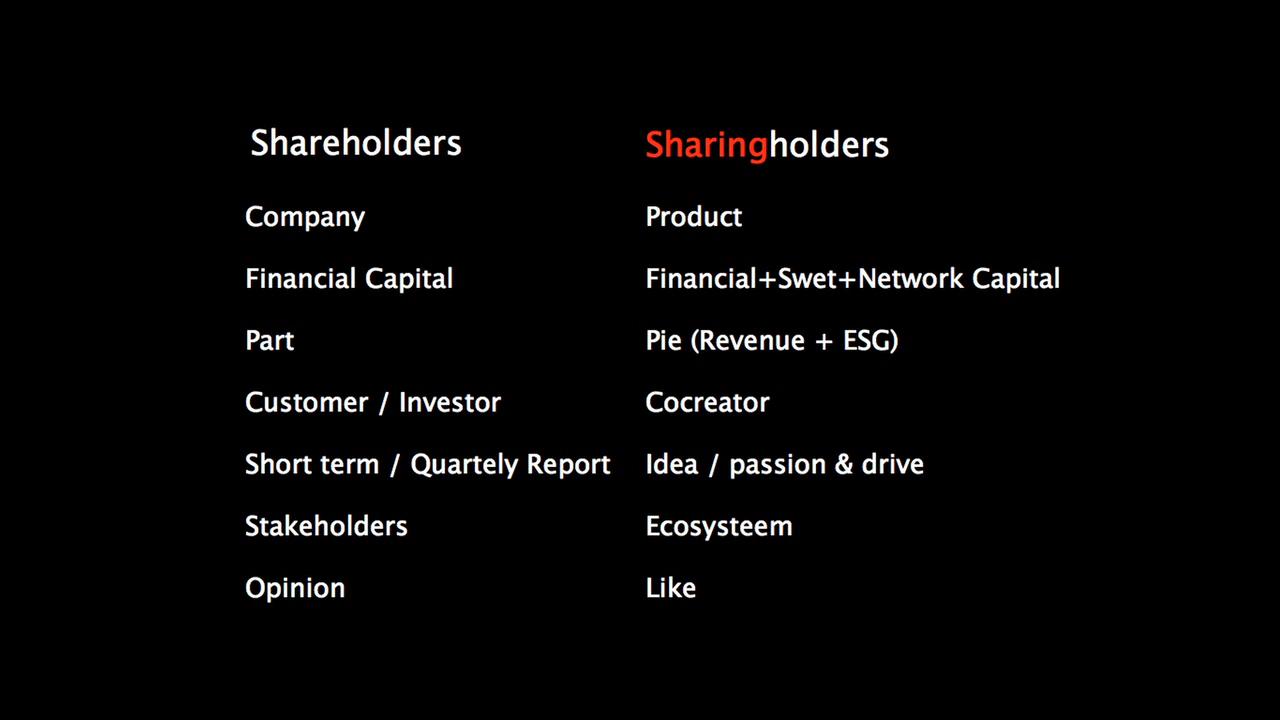 Shareholders Sharingholders
Company Product
Financial Capital Financial+Swet+Network Capital
Part Pie (Revenue + ESG)
Customer / Investor Cocreator
Short term / Quartely Report Idea / passion & drive
Stakeholders Ecosysteem
Opinion Like